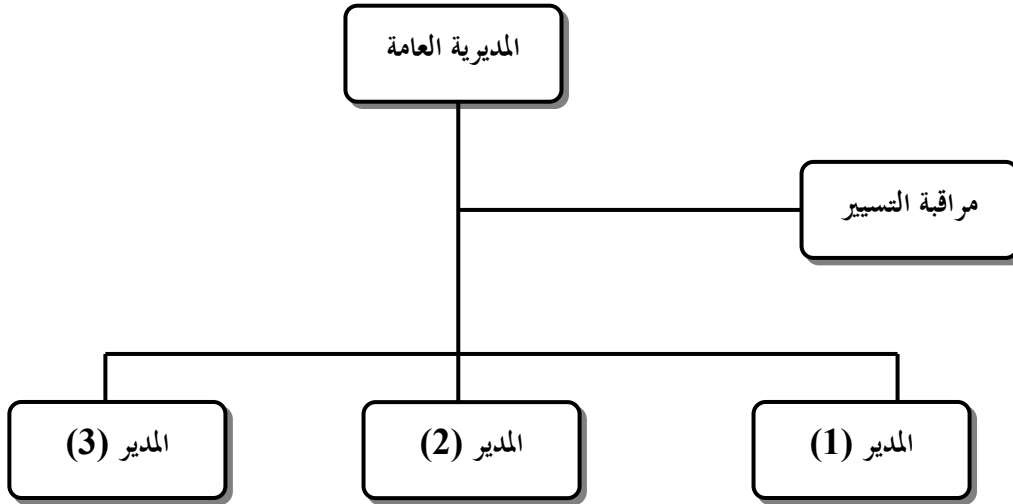 المديرية العامة
مراقبة التسيير
المدير (1)
المدير (2)
المدير (3)